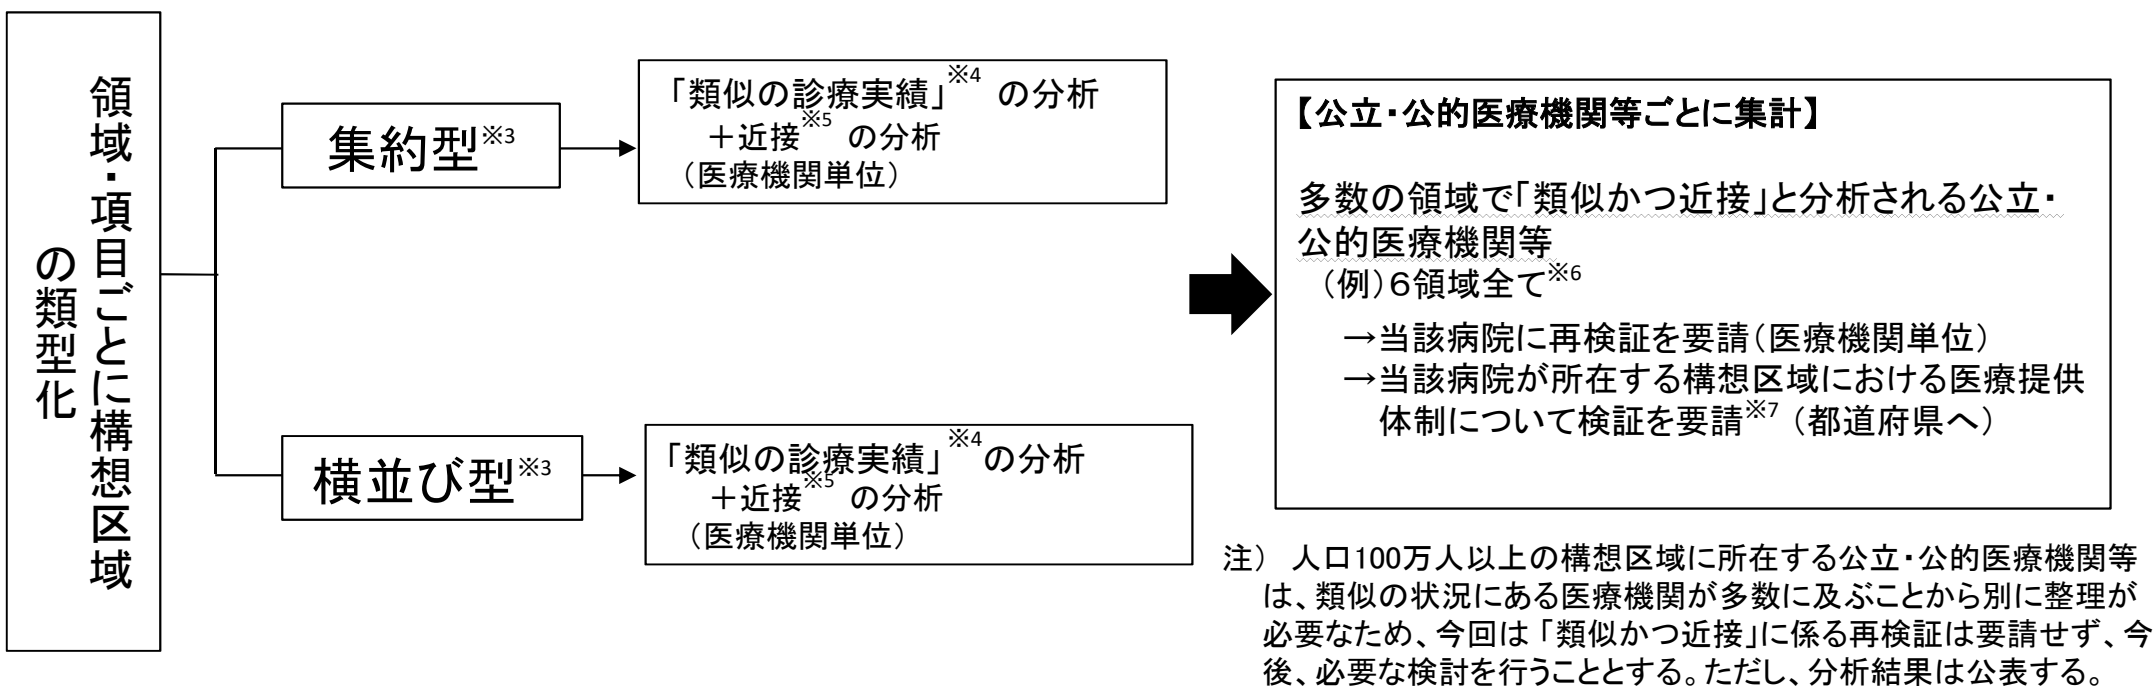 領域・項目ごとに構想区域
の類型化
集約型※3
「類似の診療実績」※4 の分析
＋近接※5 の分析
（医療機関単位）
横並び型※3
「類似の診療実績」※4の分析
＋近接※5 の分析
（医療機関単位）
【公立・公的医療機関等ごとに集計】
多数の領域で「類似かつ近接」と分析される公立・
公的医療機関等
（例）６領域全て※6
→当該病院に再検証を要請（医療機関単位）
→当該病院が所在する構想区域における医療提供
体制について検証を要請※7（都道府県へ）
注） 人口100万人以上の構想区域に所在する公立・公的医療機関等
は、類似の状況にある医療機関が多数に及ぶことから別に整理が
必要なため、今回は「類似かつ近接」に係る再検証は要請せず、今
後、必要な検討を行うこととする。ただし、分析結果は公表する。